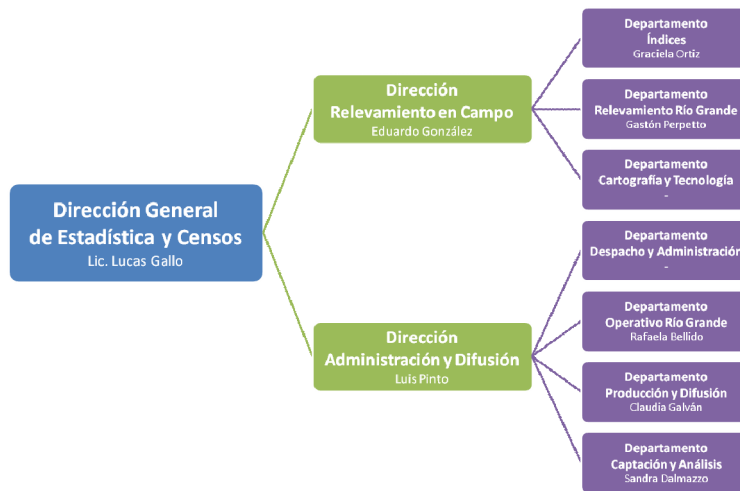 Dirección General
de Estadística y Censos
Lic. Lucas Gallo
Dirección
Relevamiento en Campo
Eduardo González
Departamento
Índices
Graciela Ortiz
Departamento
Relevamiento Río Grande
Gastón Perpetto
Departamento
Cartografía y Tecnología
-
Dirección
Administración y Difusión
Luis Pinto
Departamento
Despacho y Administración
-
Departamento
Operativo Río Grande
Rafaela Bellido
Departamento
Producción y Difusión
Claudia Galván
Departamento
Captación y Análisis
Sandra Dalmazzo